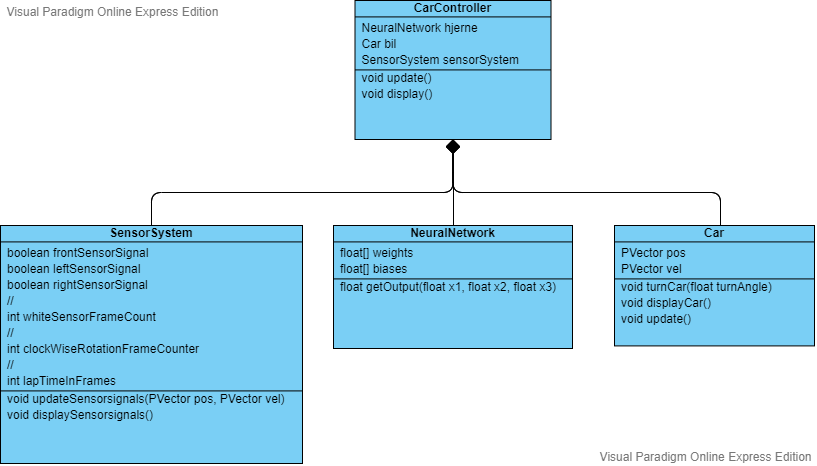 Visual Paradigm Online Express Edition
CarController
NeuralNetwork hjerne
Car bil
SensorSystem sensorSystem
void update()
void display()
SensorSystem
boolean frontSensorSignal
boolean leftSensorSignal
boolean rightSensorSignal
//
int whiteSensorFrameCount
//
int clockWiseRotationFrameCounter
//
int lapTimeInFrames
void updateSensorsignals(PVector pos, PVector vel)
void displaySensorsignals()
NeuralNetwork
float[] weights
float[] biases
float getOutput(float x1, float x2, float x3)
Car
PVector pos
PVector vel
void turnCar(float turnAngle)
void displayCar()
void update()
Visual Paradigm Online Express Edition